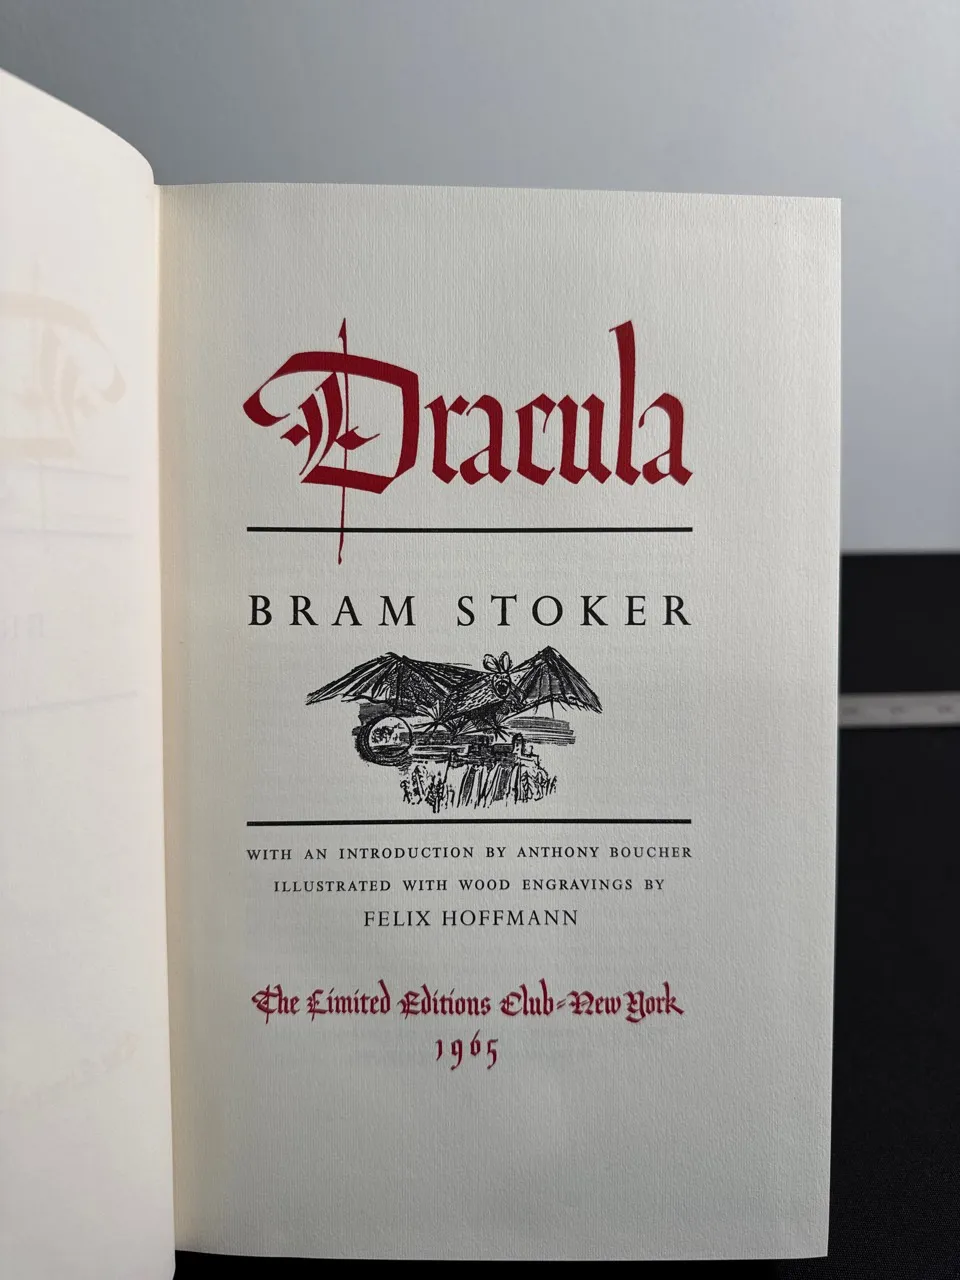 Dracula
BRAM STOKER
WITH AN INTRODUCTION BY ANTHONY BOUCHER
ILLUSTRATED WITH WOOD ENGRAVINGS BY
FELIX HOFFMANN
The Limited Editions Club=New York
1965